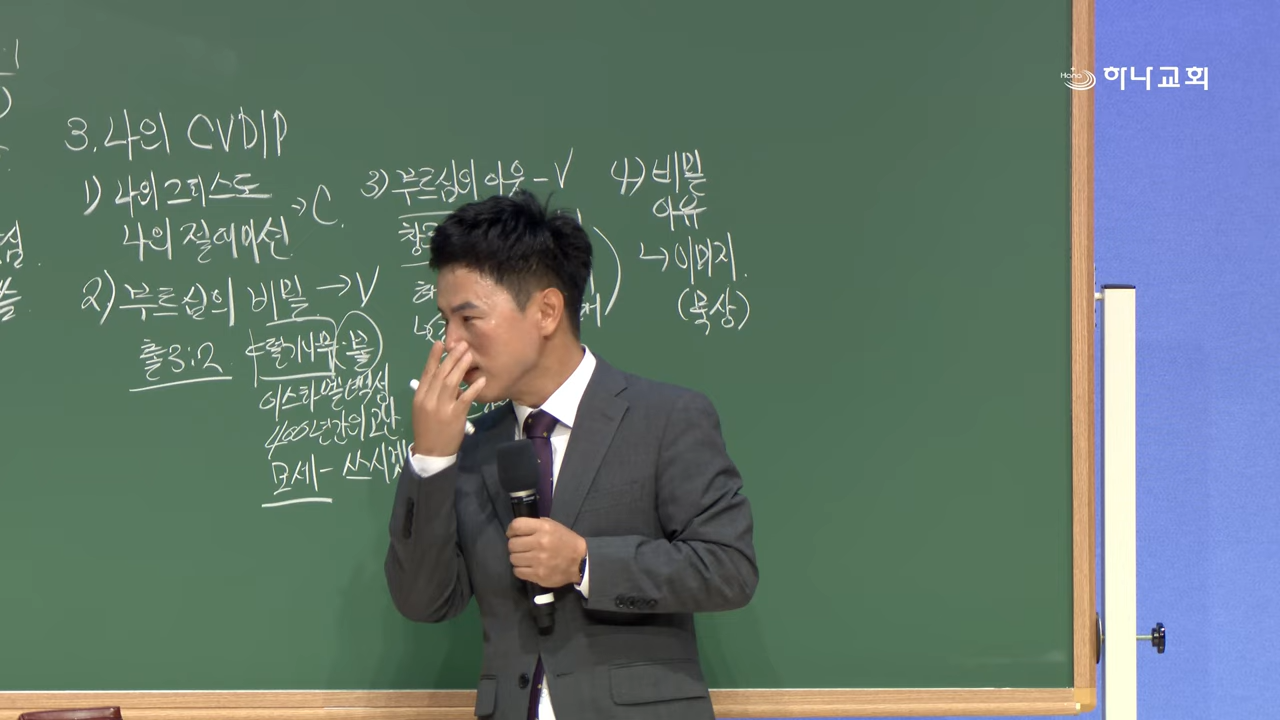 3. 나의 CVDIP
1) 나의 그리스도
나의 절대미션
→ C.
2) 부르심의 비밀 → V
출3:2
떨기나무 불
이스라엘 백성
400년간의 고난
모세 -
3) 부르심의 이유 - V
4) 비밀
이유
↳ 이미지.
(묵상)
Hana
하나교회